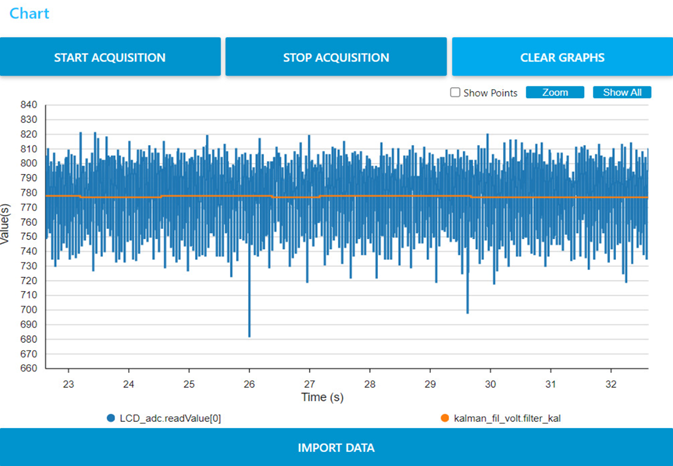 Chart
START ACQUISITION STOP ACQUISITION CLEAR GRAPHS
Show Points Zoom Show All
840
830
820
810
800
790
780
770
760
750
740
730
720
710
700
690
680
670
660
Value(s)
23 24 25 26 27 28 29 30 31 32
Time (s)
LCD_adc.readValue[0] kalman_fil_volt.filter_kal
IMPORT DATA